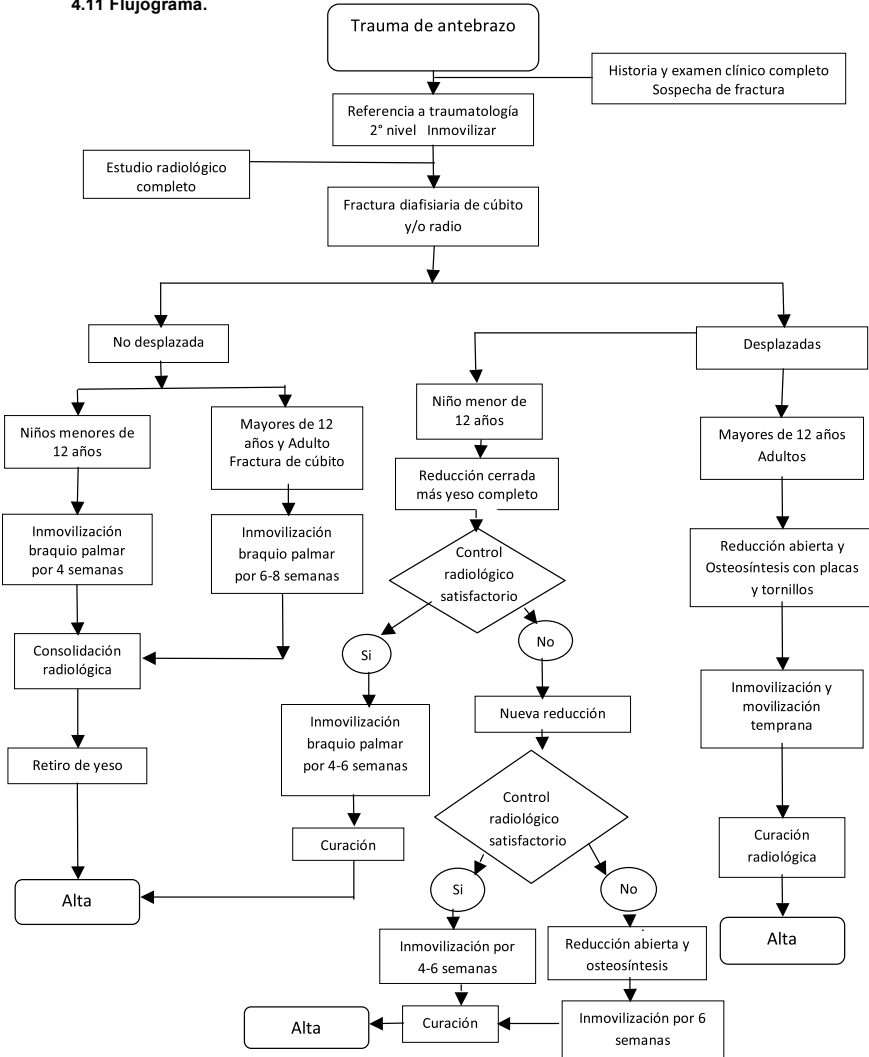 4.11 Flujograma.
Trauma de antebrazo
Historia y examen clínico completo
Sospecha de fractura
Referencia a traumatología
2° nivel Inmovilizar
Estudio radiológico
completo
Fractura diafisiaria de cúbito
y/o radio
No desplazada
Desplazadas
Niños menores de
12 años
Mayores de 12
años y Adulto
Fractura de cúbito
Niño menor de
12 años
Mayores de 12 años
Adultos
Reducción cerrada
más yeso completo
Inmovilización
braquio palmar
por 4 semanas
Inmovilización
braquio palmar
por 6-8 semanas
Control
radiológico
satisfactorio
Reducción abierta y
Osteosíntesis con placas
y tornillos
Si
No
Consolidación
radiológica
Inmovilización
braquio palmar
por 4-6 semanas
Nueva reducción
Inmovilización y
movilización
temprana
Retiro de yeso
Control
radiológico
satisfactorio
Curación
Curación
radiológica
Alta
Si
No
Alta
Inmovilización por
4-6 semanas
Reducción abierta y
osteosíntesis
Alta
Curación
Inmovilización por 6
semanas